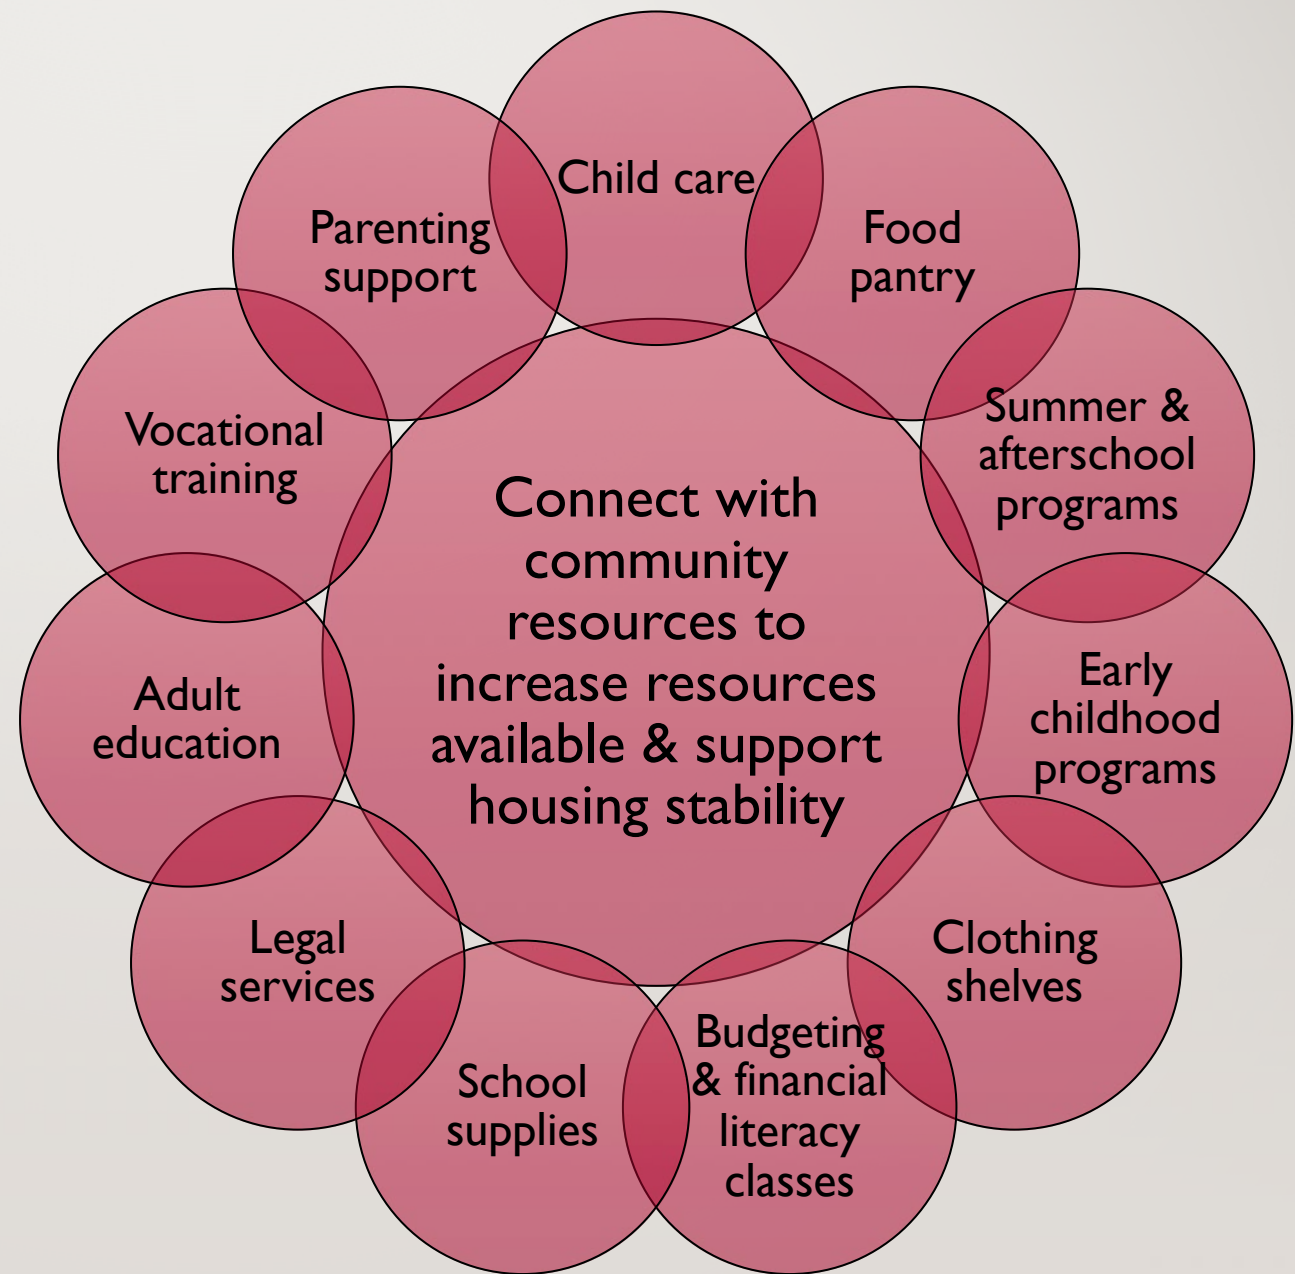 Child care
Food
pantry
Summer &
afterschool
programs
Early
childhood
programs
Clothing
shelves
Budgeting
& financial
literacy
classes
School
supplies
Legal
services
Adult
education
Vocational
training
Parenting
support
Connect with
community
resources to
increase resources
available & support
housing stability